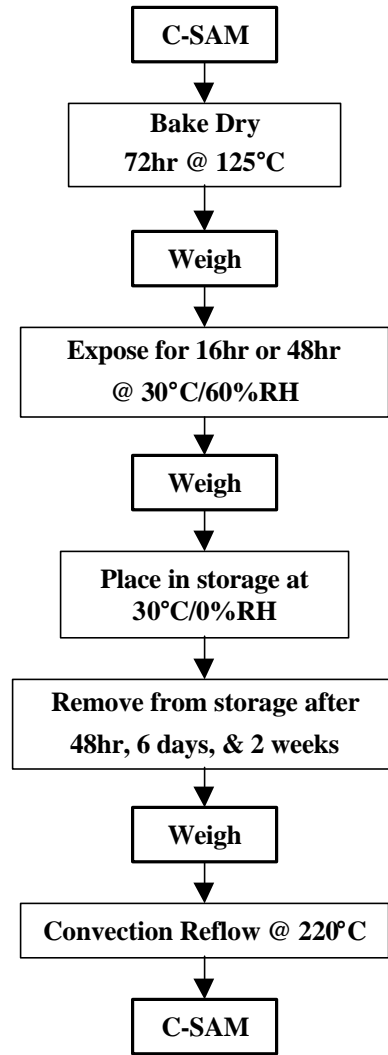 C-SAM
Bake Dry
72hr @ 125°C
Weigh
Expose for 16hr or 48hr
@ 30°C/60%RH
Weigh
Place in storage at
30°C/0%RH
Remove from storage after
48hr, 6 days, & 2 weeks
Weigh
Convection Reflow @ 220°C
C-SAM